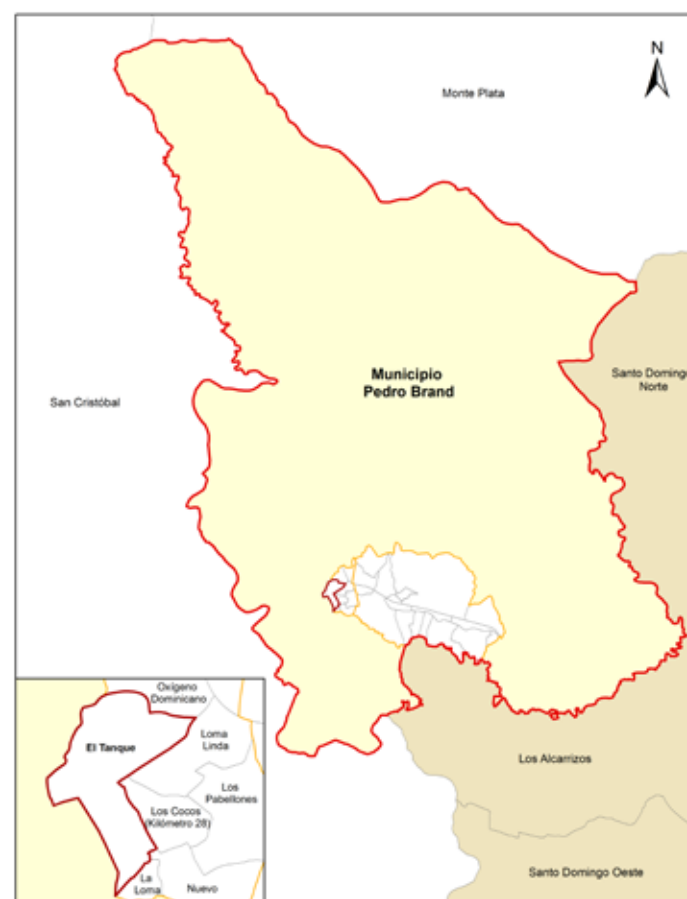 N
Monte Plata
Santo Domingo
Norte
Municipio
Pedro Brand
San Cristóbal
Oxígeno
Dominicano
El Tanque
Loma
Linda
Los
Pabellones
Los Cocos
(Kilómetro 28)
La
Loma
Nuevo
Los Alcarrizos
Santo Domingo Oeste